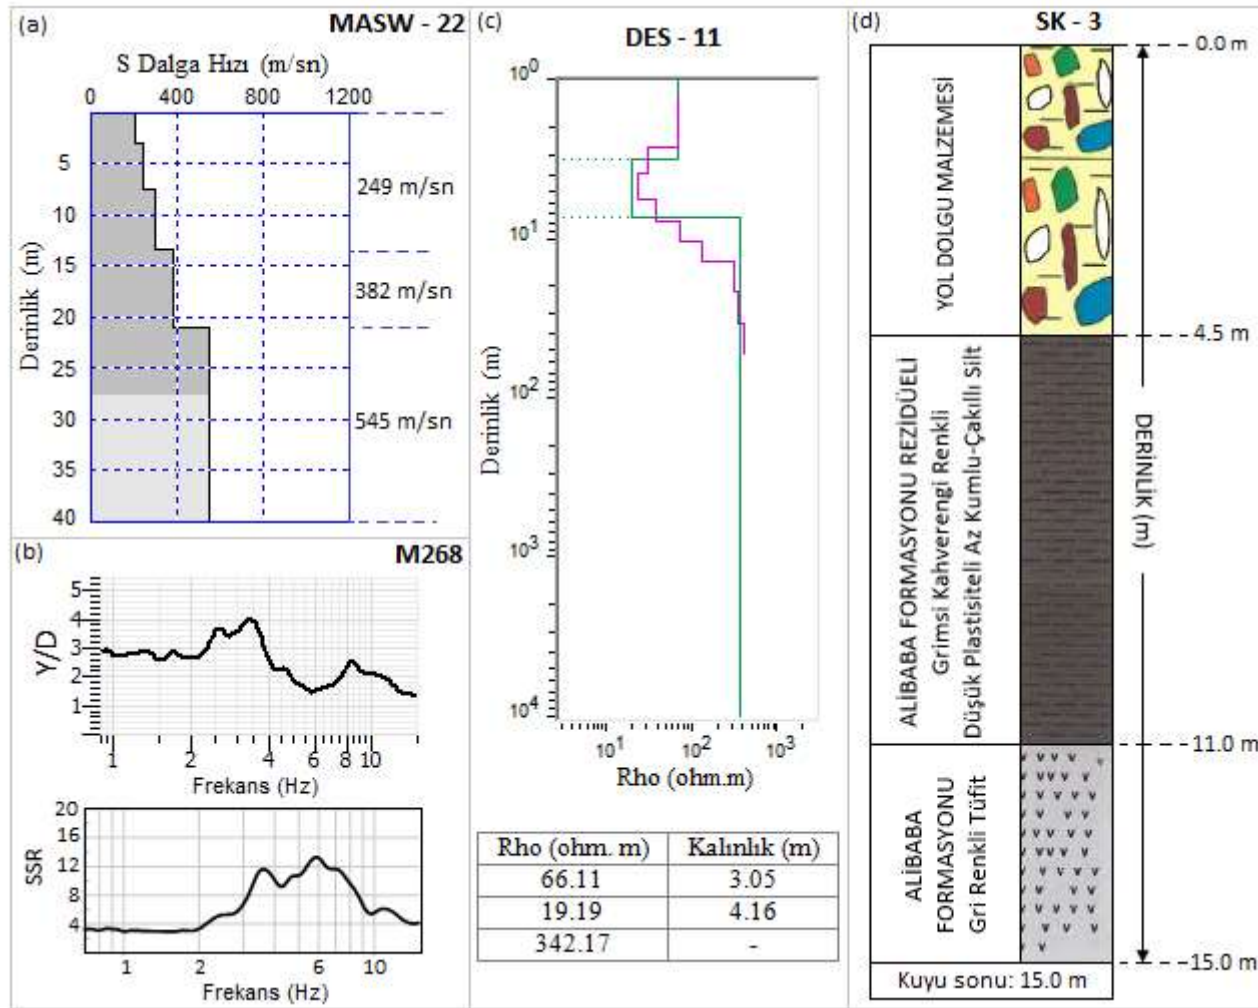 (a)
MASW - 22
S Dalga Hızı (m/sn)
0 400 800 1200
Derinlik (m)
5
10
15
20
25
30
35
40
249 m/sn
382 m/sn
545 m/sn
(b)
M268
Y/D
5
4
3
2
1
1 2 4 6 8 10
Frekans (Hz)
SSR
20
16
12
8
4
1 2 6 10
Frekans (Hz)
(c)
DES - 11
Derinlik (m)
10⁰
10¹
10²
10³
10⁴
10¹ 10² 10³
Rho (ohm.m)
Rho (ohm. m) Kalınlık (m)
66.11 3.05
19.19 4.16
342.17 -
(d)
SK - 3
YOL DOLGU MALZEMESİ
ALİBABA FORMASYONU REZİDÜELİ
Grimsi Kahverengi Renkli
Düşük Plastisiteli Az Kumlu-Çakıllı Silt
ALİBABA
FORMASYONU
Gri Renkli Tüfit
0.0 m
4.5 m
11.0 m
15.0 m
DERİNLİK (m)
Kuyu sonu: 15.0 m